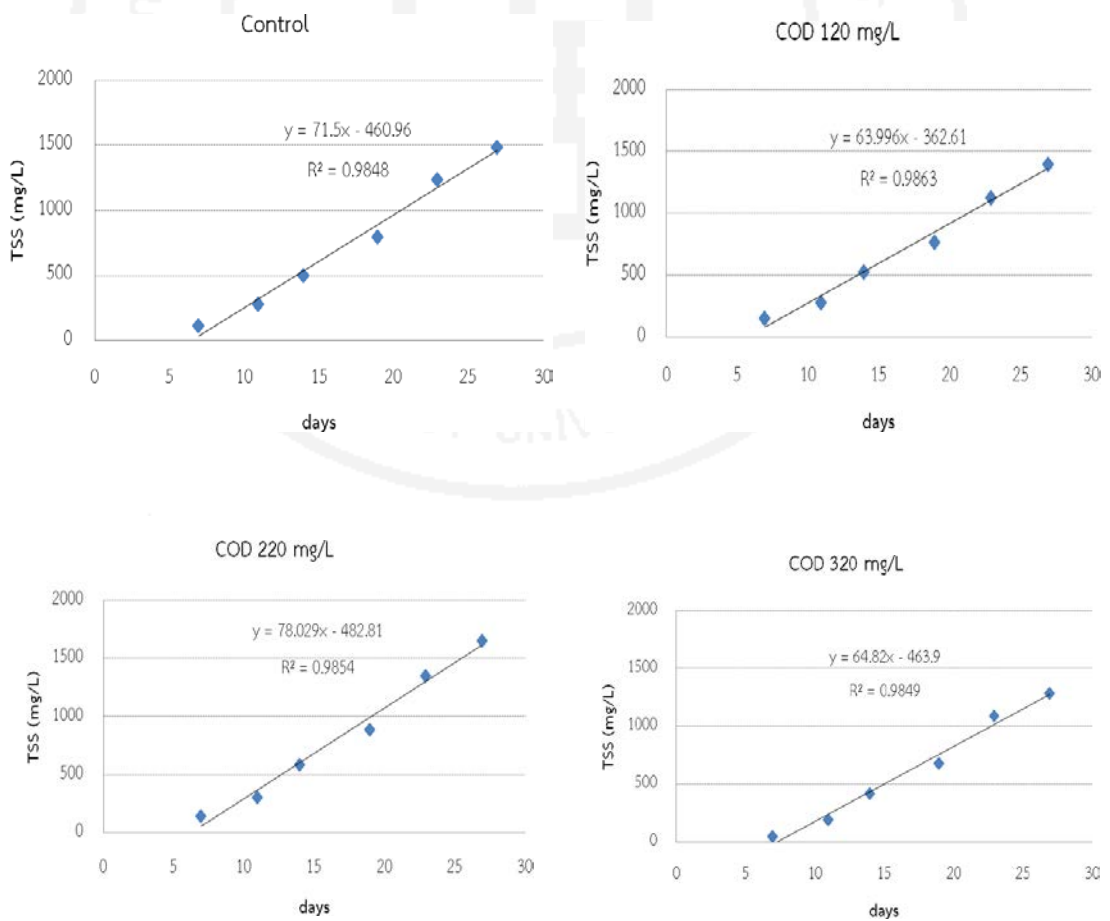 Control
2000
1500
1000
500
0
y = 71.5x - 460.96
R² = 0.9848
TSS (mg/L)
0 5 10 15 20 25 30
days
COD 120 mg/L
2000
1500
1000
500
0
y = 63.996x - 362.61
R² = 0.9863
TSS (mg/L)
0 5 10 15 20 25 30
days
COD 220 mg/L
2000
1500
1000
500
0
y = 78.029x - 482.81
R² = 0.9854
TSS (mg/L)
0 5 10 15 20 25 30
days
COD 320 mg/L
2000
1500
1000
500
0
y = 64.82x - 463.9
R² = 0.9849
TSS (mg/L)
0 5 10 15 20 25 30
days